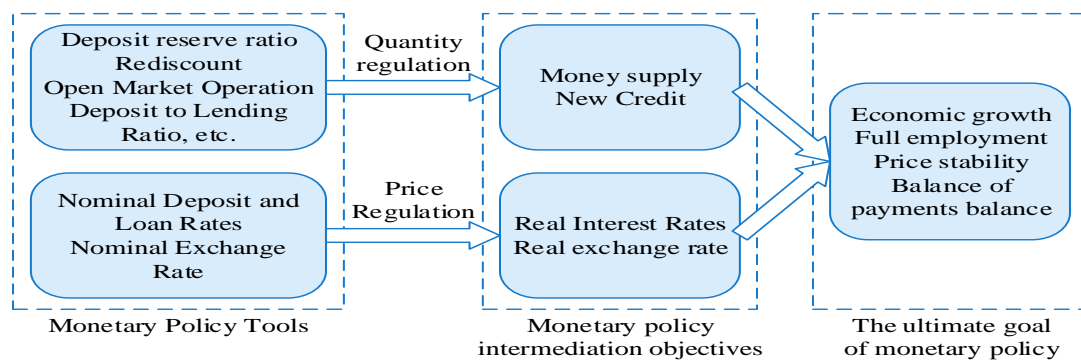 Deposit reserve ratio
Rediscount
Open Market Operation
Deposit to Lending
Ratio, etc.
Quantity
regulation
Money supply
New Credit
Nominal Deposit and
Loan Rates
Nominal Exchange
Rate
Price
Regulation
Real Interest Rates
Real exchange rate
Economic growth
Full employment
Price stability
Balance of
payments balance
Monetary Policy Tools
Monetary policy
intermediation objectives
The ultimate goal
of monetary policy